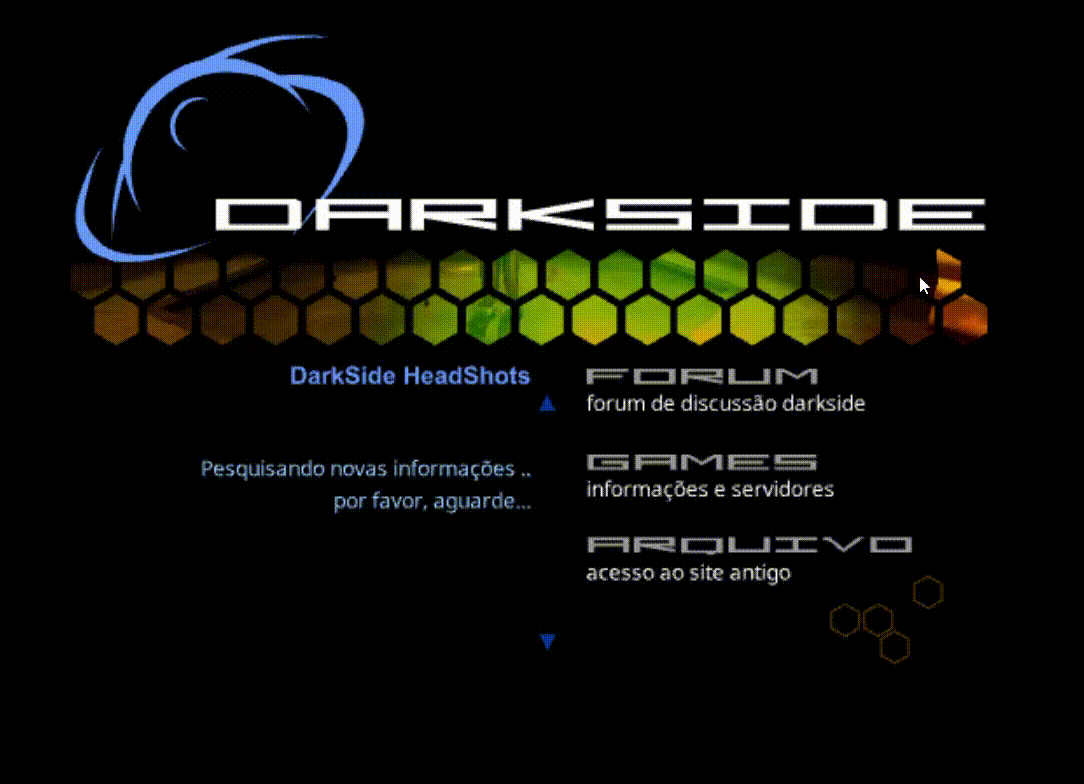 DARKSIDE
DarkSide HeadShots
Pesquisando novas informações ..
por favor, aguarde...
FORUM
forum de discussão darkside
GAMES
informações e servidores
ARQUIVO
acesso ao site antigo